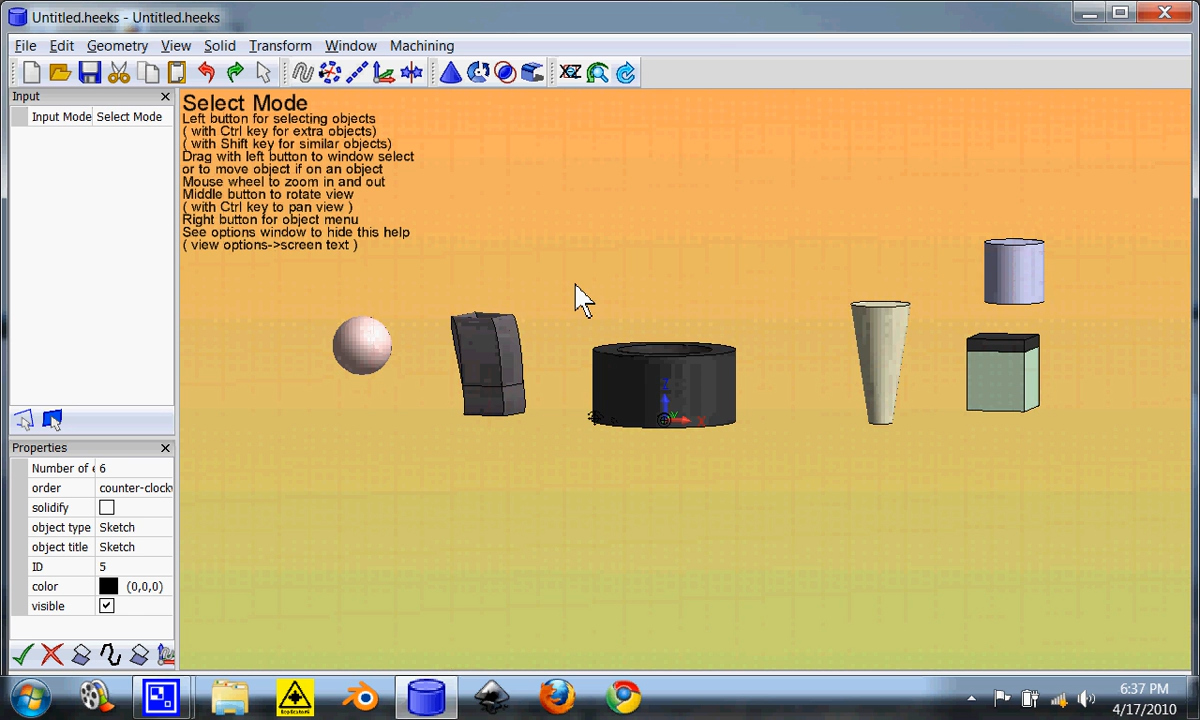 Untitled.heeks - Untitled.heeks
File Edit Geometry View Solid Transform Window Machining
Input
Input Mode Select Mode
Select Mode
Left button for selecting objects
( with Ctrl key for extra objects)
( with Shift key for similar objects)
Drag with left button to window select
or to move object if on an object
Mouse wheel to zoom in and out
Middle button to rotate view
( with Ctrl key to pan view )
Right button for object menu
See options window to hide this help
( view options->screen text )
Z
Y
X
Properties
Number of e 6
order counter-clockw
solidify
object type Sketch
object title Sketch
ID 5
color (0,0,0)
visible
6:37 PM
4/17/2010